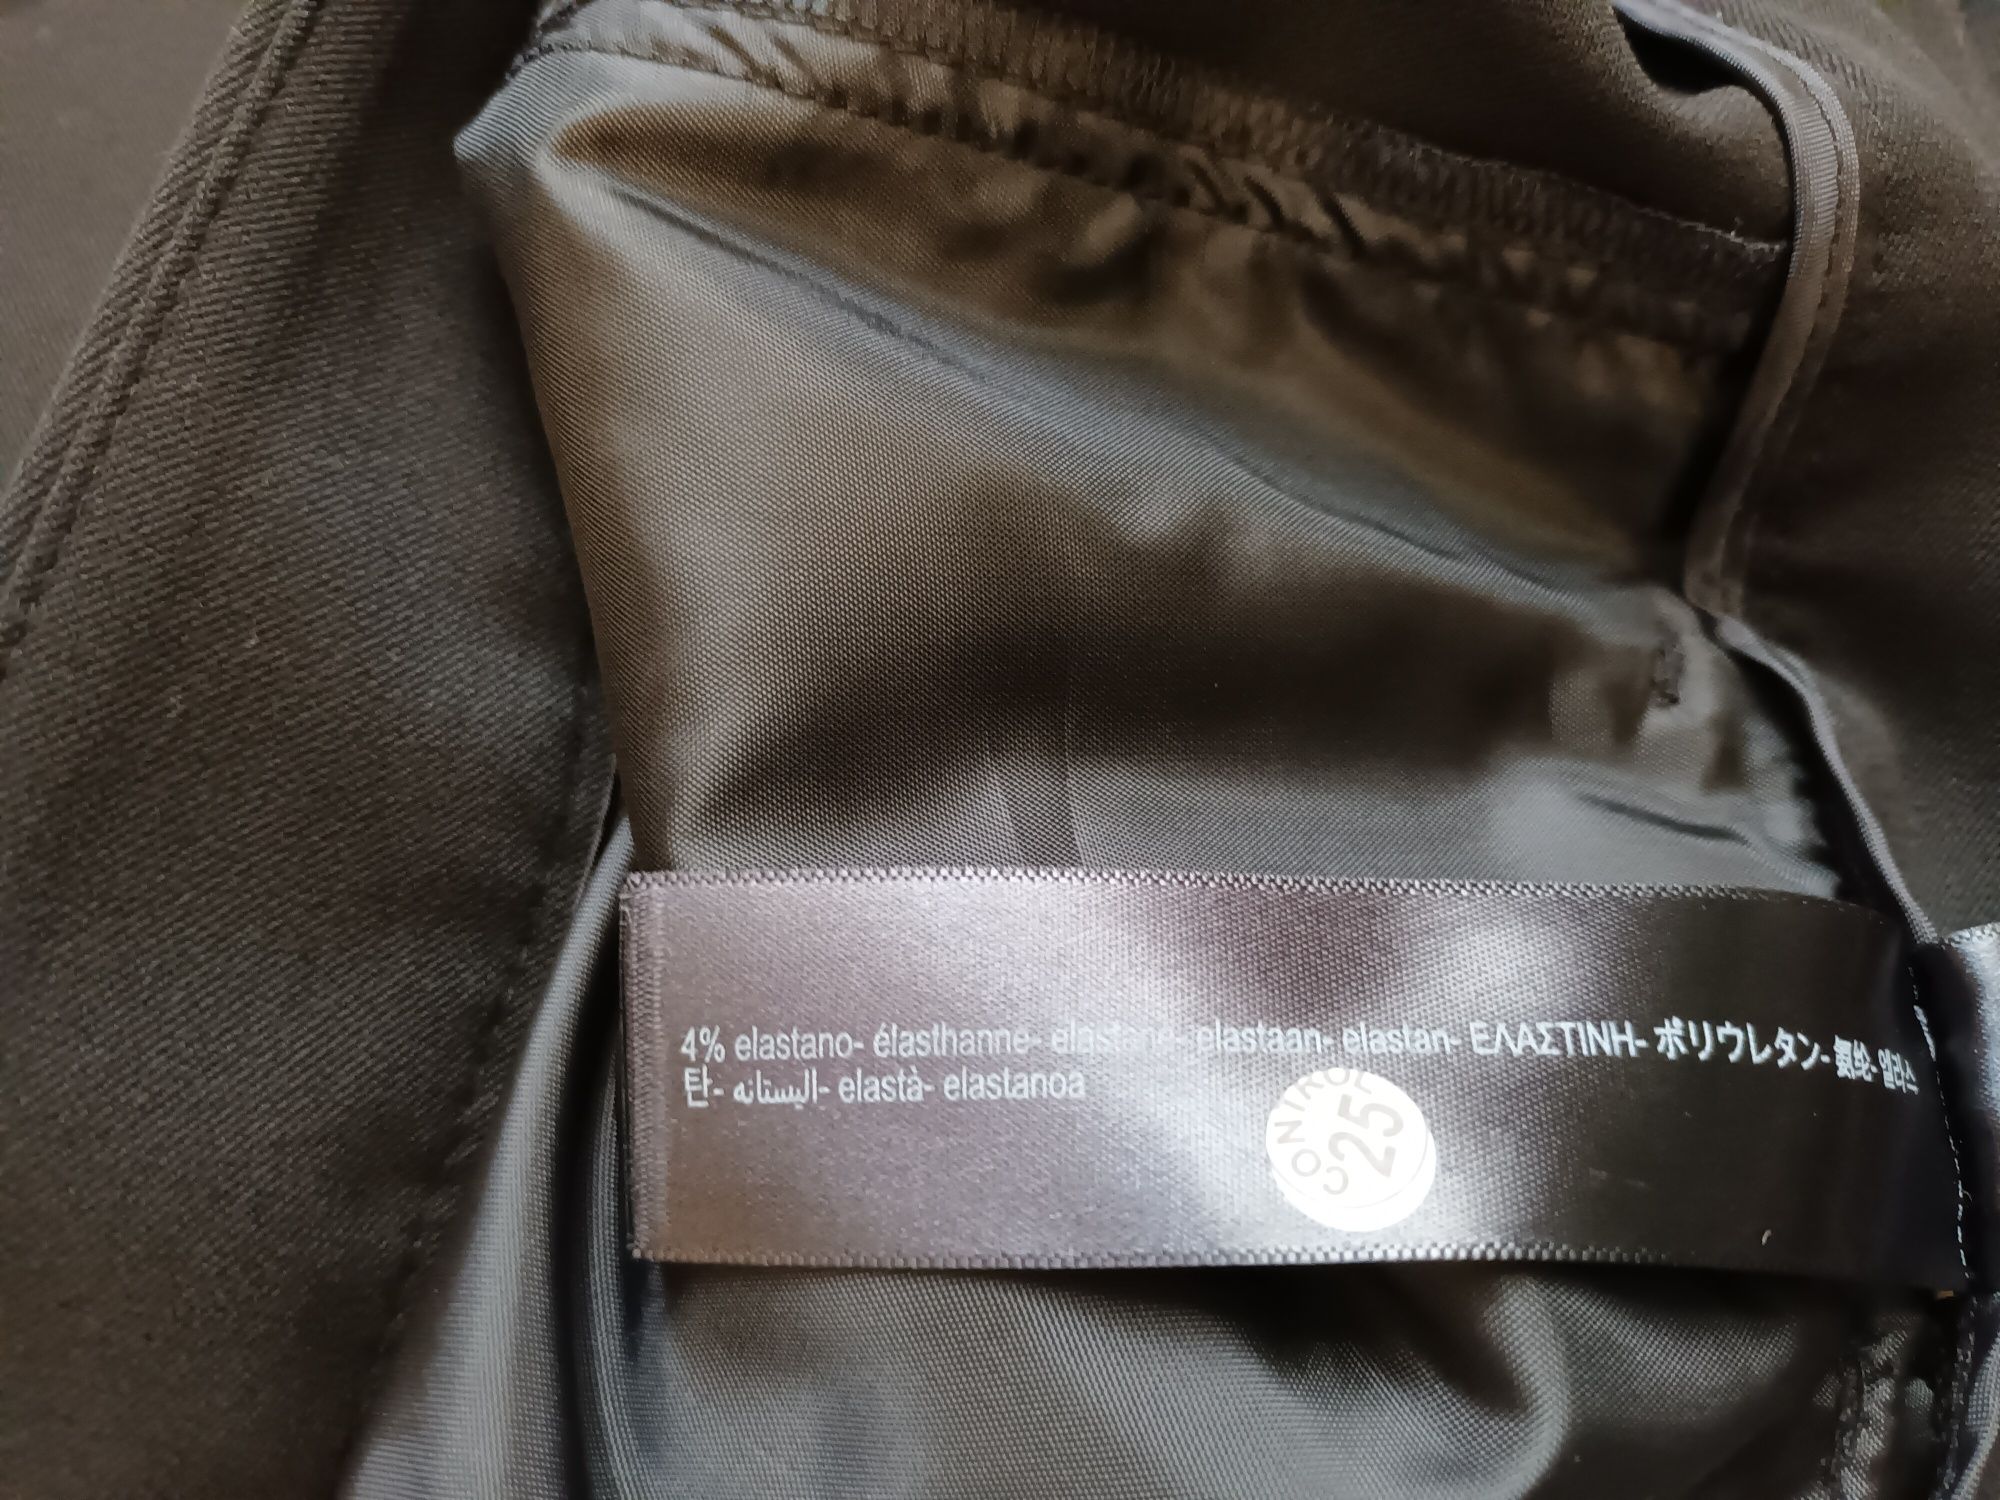 4% elastano- élasthanne- elastane- elastaan- elastan- ΕΛΑΣΤΙΝΗ- ポリウレタン- 氨纶- 엘라스
탄- اليستانه- elastà- elastanoa
CONTROL
25